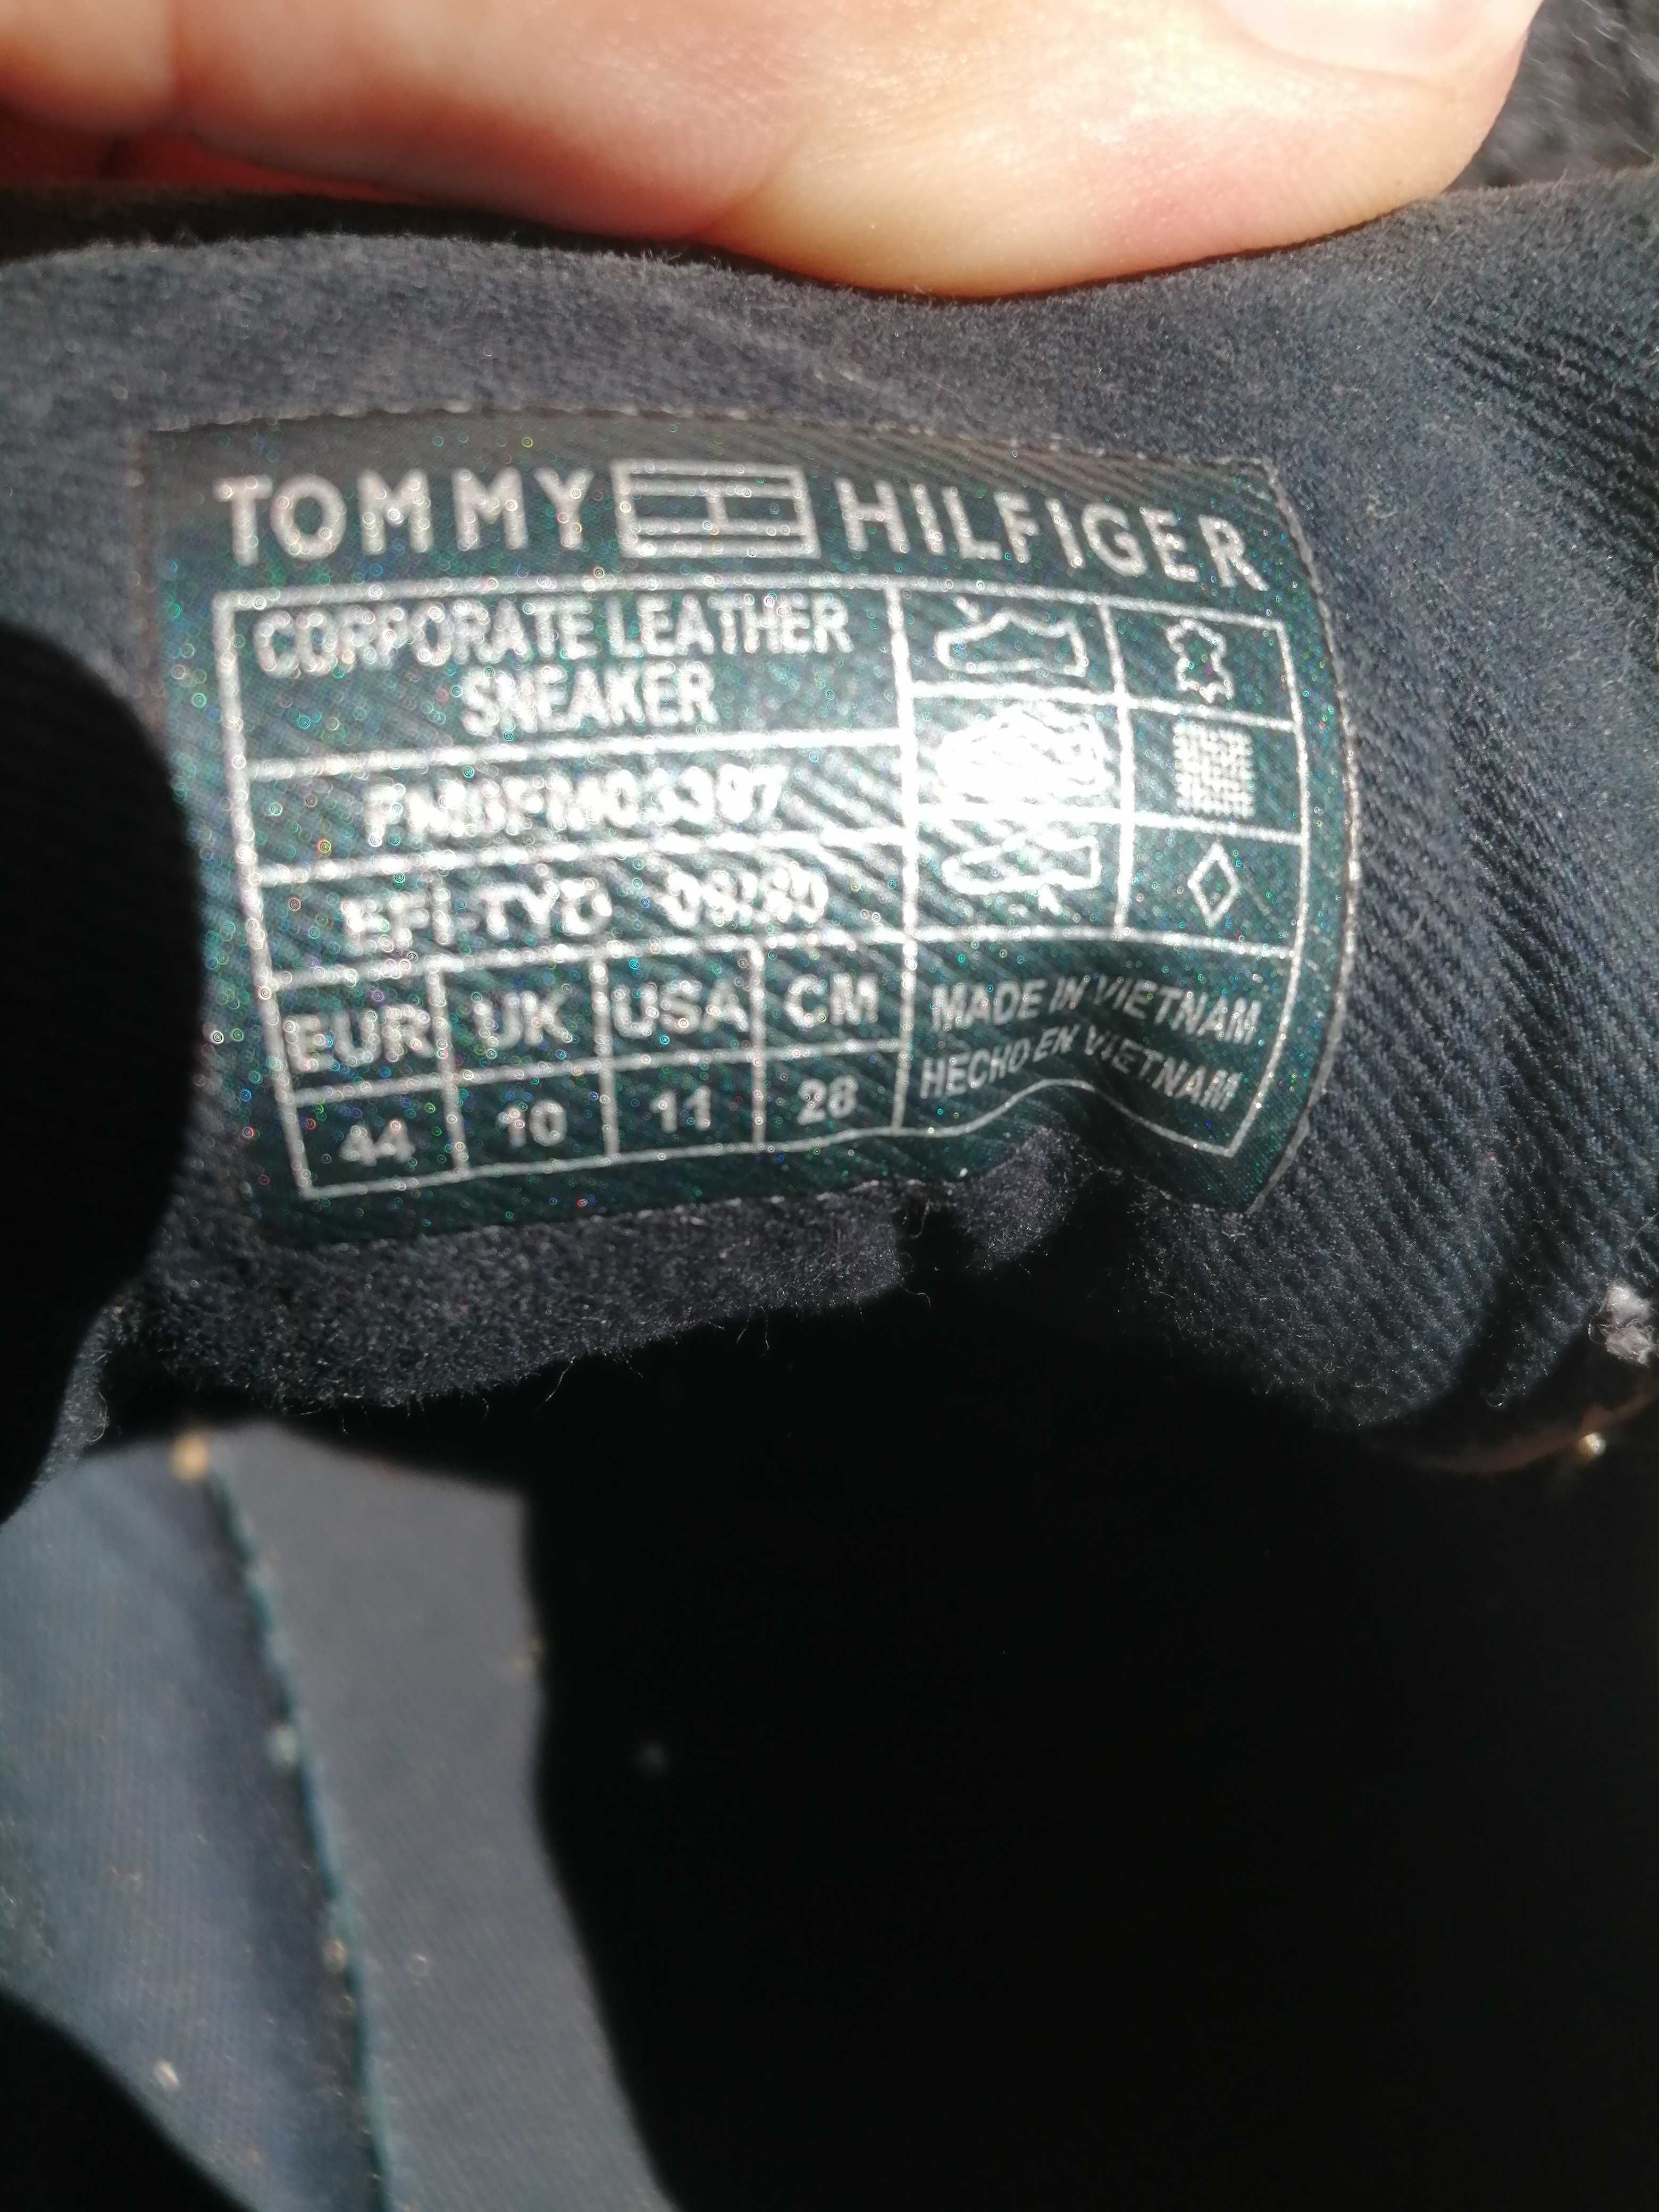 TOMMY HILFIGER
CORPORATE LEATHER
SNEAKER
EUR UK USA CM
44 10 11 28
MADE IN VIETNAM
HECHO EN VIETNAM